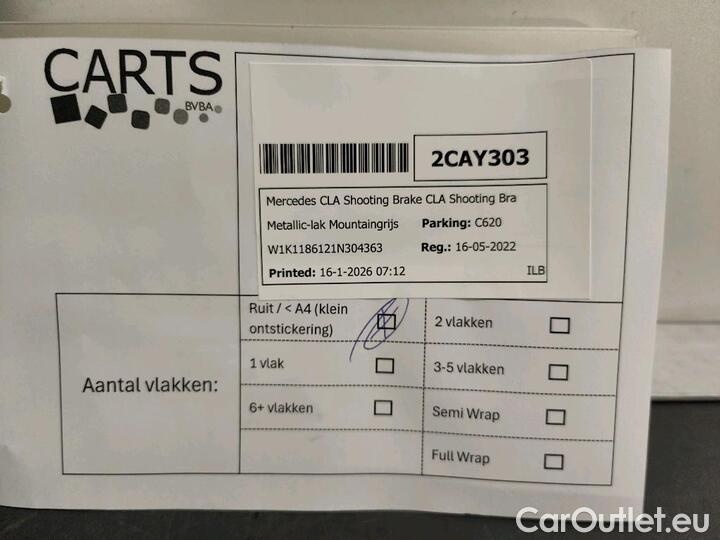 CARTS
BVBA
2CAY303
Mercedes CLA Shooting Brake CLA Shooting Bra
Metallic-lak Mountaingrijs Parking: C620
W1K1186121N304363 Reg.: 16-05-2022
Printed: 16-1-2026 07:12 ILB
Aantal vlakken:
Ruit / < A4 (klein
ontstickering)
2 vlakken
1 vlak
3-5 vlakken
6+ vlakken
Semi Wrap
Full Wrap
CarOutlet.eu